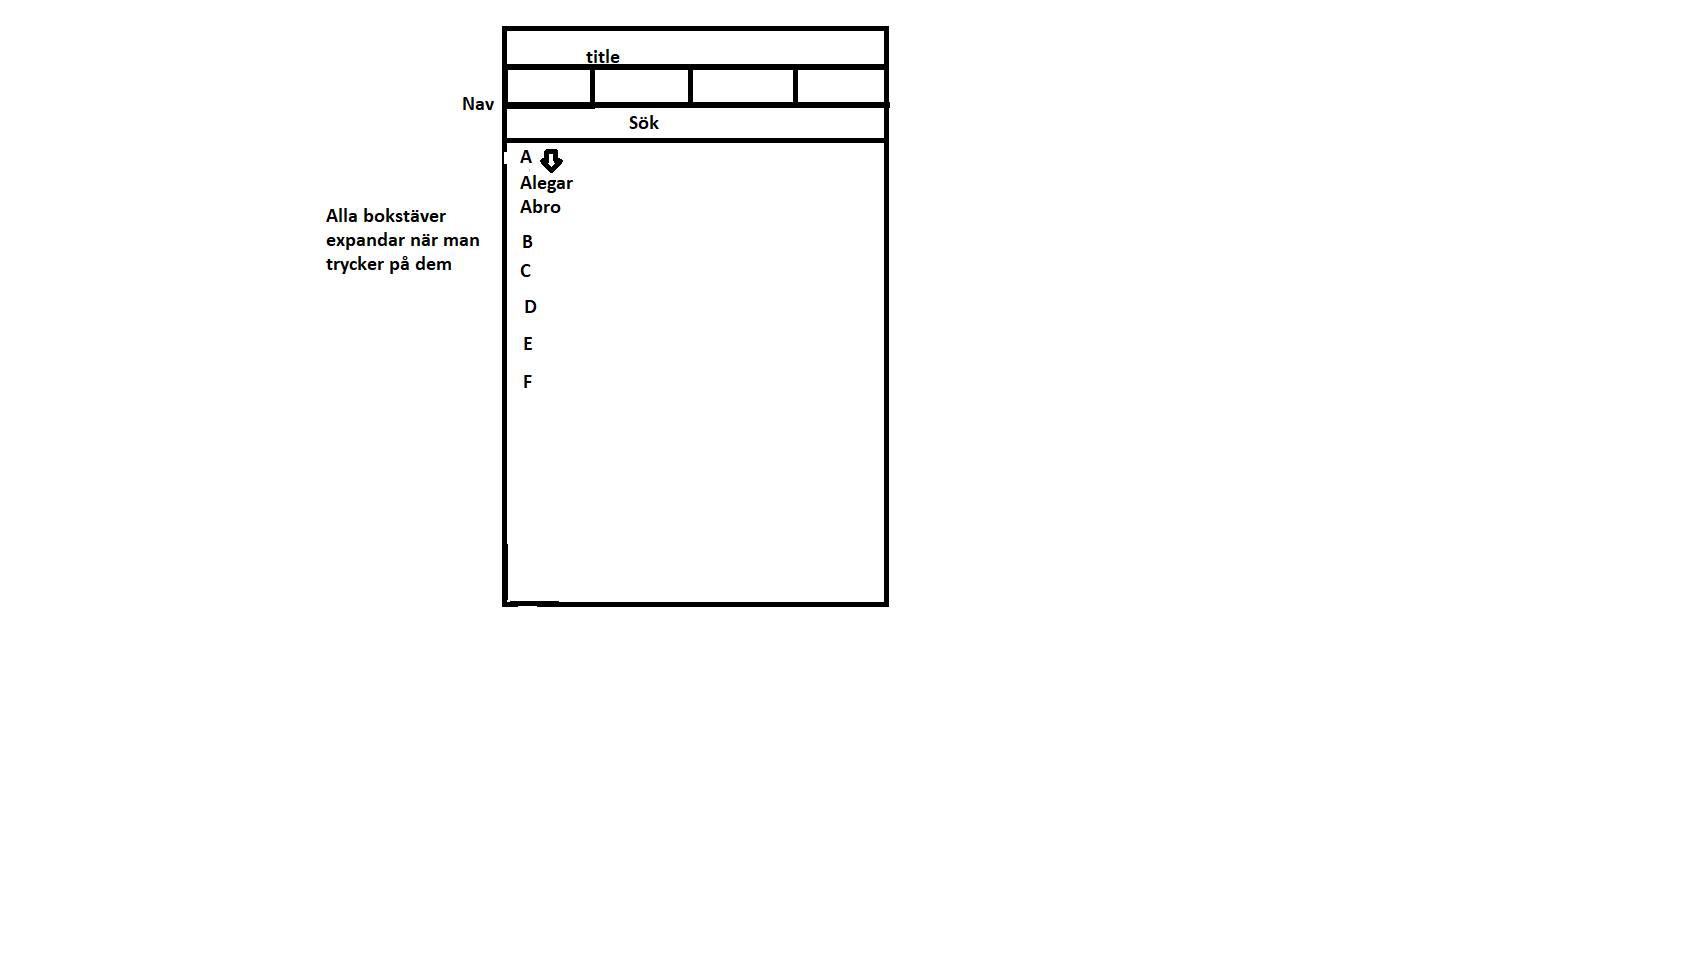 title
Nav
Sök
A
Alegar
Abro
Alla bokstäver
expandar när man
trycker på dem
B
C
D
E
F